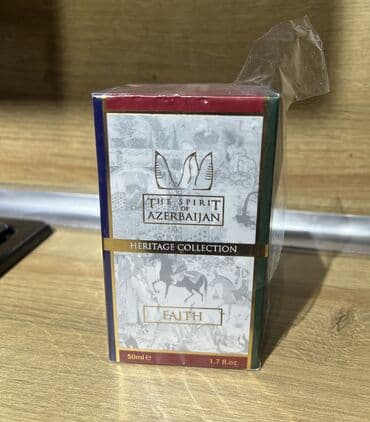 THE SPIRIT
OF
AZERBAIJAN
HERITAGE COLLECTION
FAITH
50ml e 1.7 fl.oz.